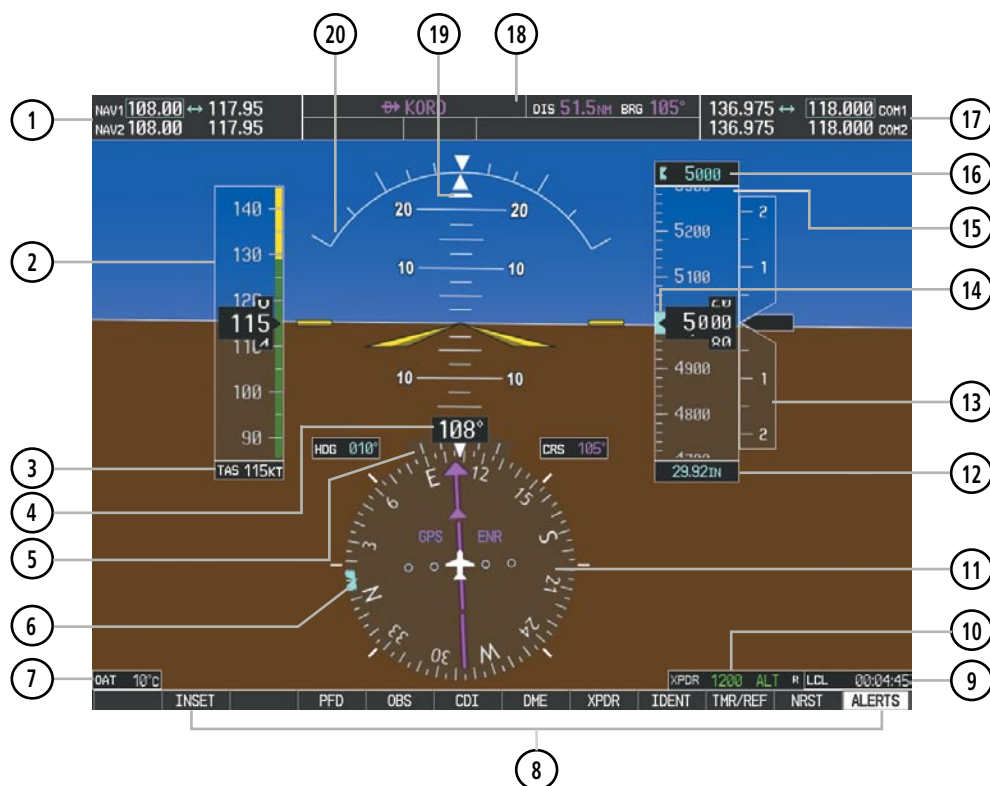 20 19 18
1 NAV1 108.00 ↔ 117.95 D KORD DIS 51.5NM BRG 105° 136.975 ↔ 118.000 COM1 17
NAV2 108.00 117.95 136.975 118.000 COM2
5000 16
140 20 20 5200 2 15
2 130 10 10 5100 1
120 14
115 5000
80
110 4900
100 10 10 4800 1 13
90 108° 2
3 TAS 115KT HDG 010° CRS 105° 29.92IN 12
4
5 E 12 15 S 21 24 W 30 33 N 3 6
GPS ENR 11
6
7 OAT 10°C XPDR 1200 ALT R LCL 00:04:45 10 9
INSET PFD OBS CDI DME XPDR IDENT TMR/REF NRST ALERTS
8